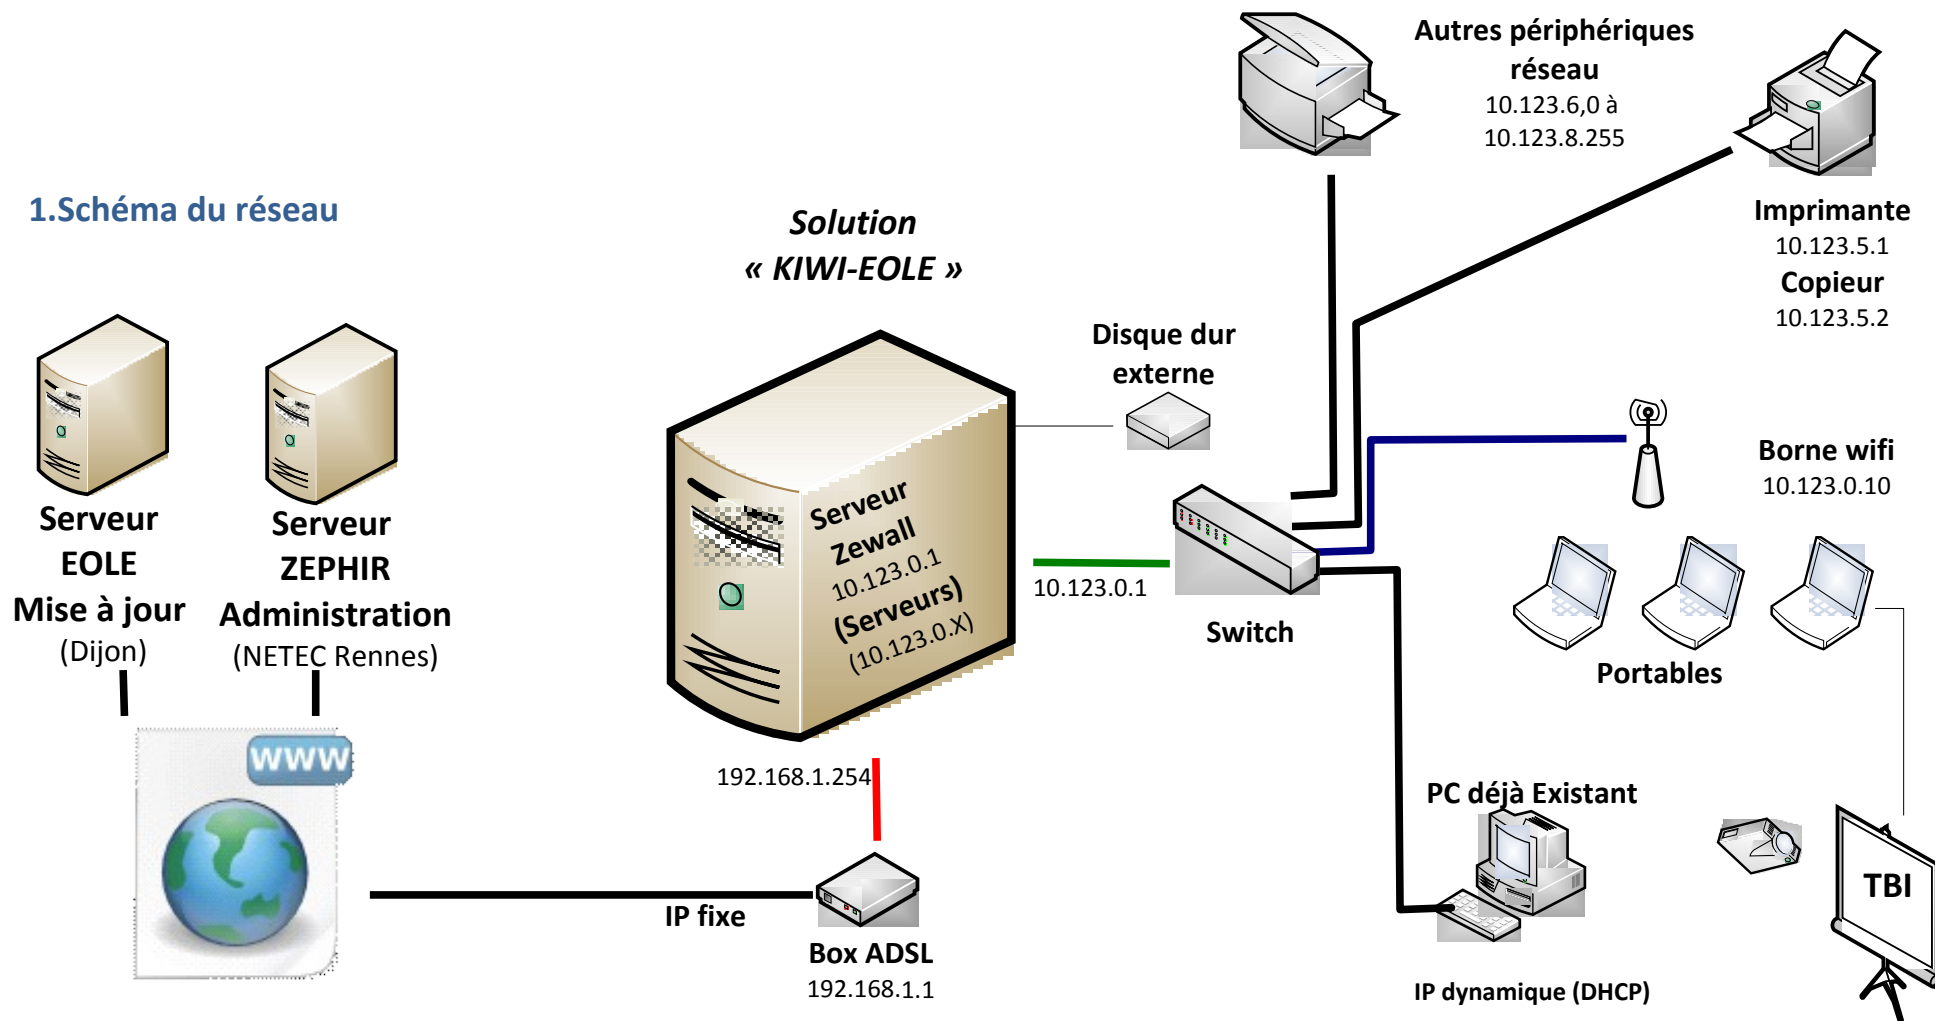 1.Schéma du réseau
Solution
« KIWI-EOLE »
Autres périphériques
réseau
10.123.6,0 à
10.123.8.255
Imprimante
10.123.5.1
Copieur
10.123.5.2
Disque dur
externe
Borne wifi
10.123.0.10
Serveur
EOLE
Mise à jour
(Dijon)
Serveur
ZEPHIR
Administration
(NETEC Rennes)
Serveur
Zewall
10.123.0.1
(Serveurs)
(10.123.0.X)
10.123.0.1
Switch
Portables
www
192.168.1.254
IP fixe
Box ADSL
192.168.1.1
PC déjà Existant
IP dynamique (DHCP)
TBI